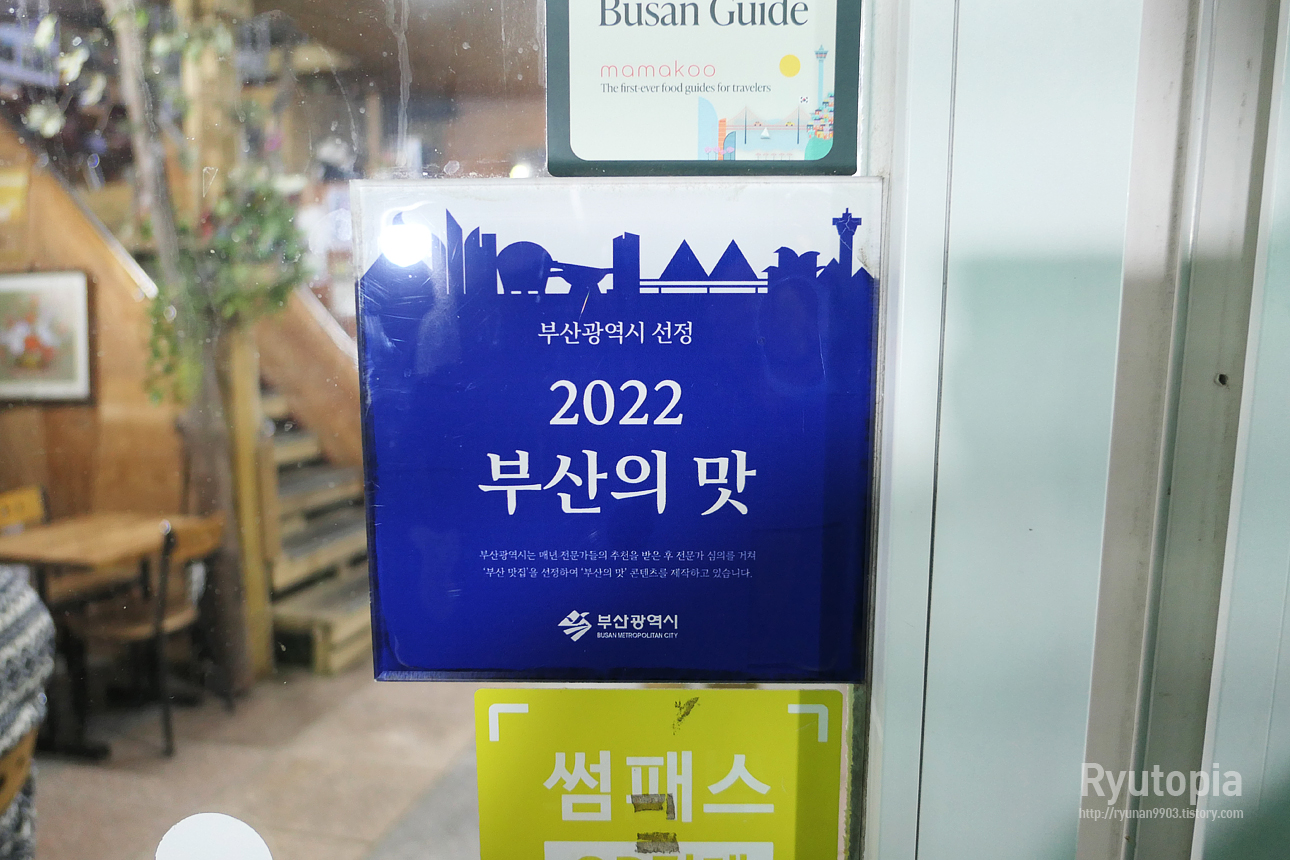 Busan Guide
mamakoo
The first-ever food guides for travelers
부산광역시 선정
2022
부산의 맛
부산광역시는 매년 전문가들의 추천을 받은 후 전문가 심의를 거쳐
'부산 맛집'을 선정하여 '부산의 맛' 콘텐츠를 제작하고 있습니다.
부산광역시
BUSAN METROPOLITAN CITY
썸패스
Ryutopia
http://ryunan9903.tistory.com